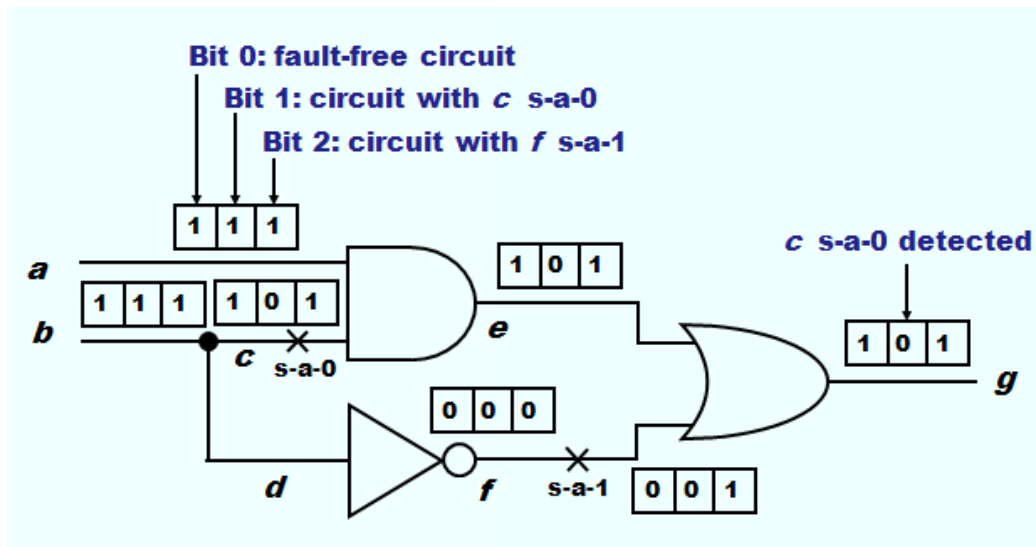 Bit 0: fault-free circuit
Bit 1: circuit with c s-a-0
Bit 2: circuit with f s-a-1
1 1 1
c s-a-0 detected
a
1 0 1
1 1 1
1 0 1
b
e
1 0 1
c
s-a-0
g
0 0 0
d
f
s-a-1
0 0 1